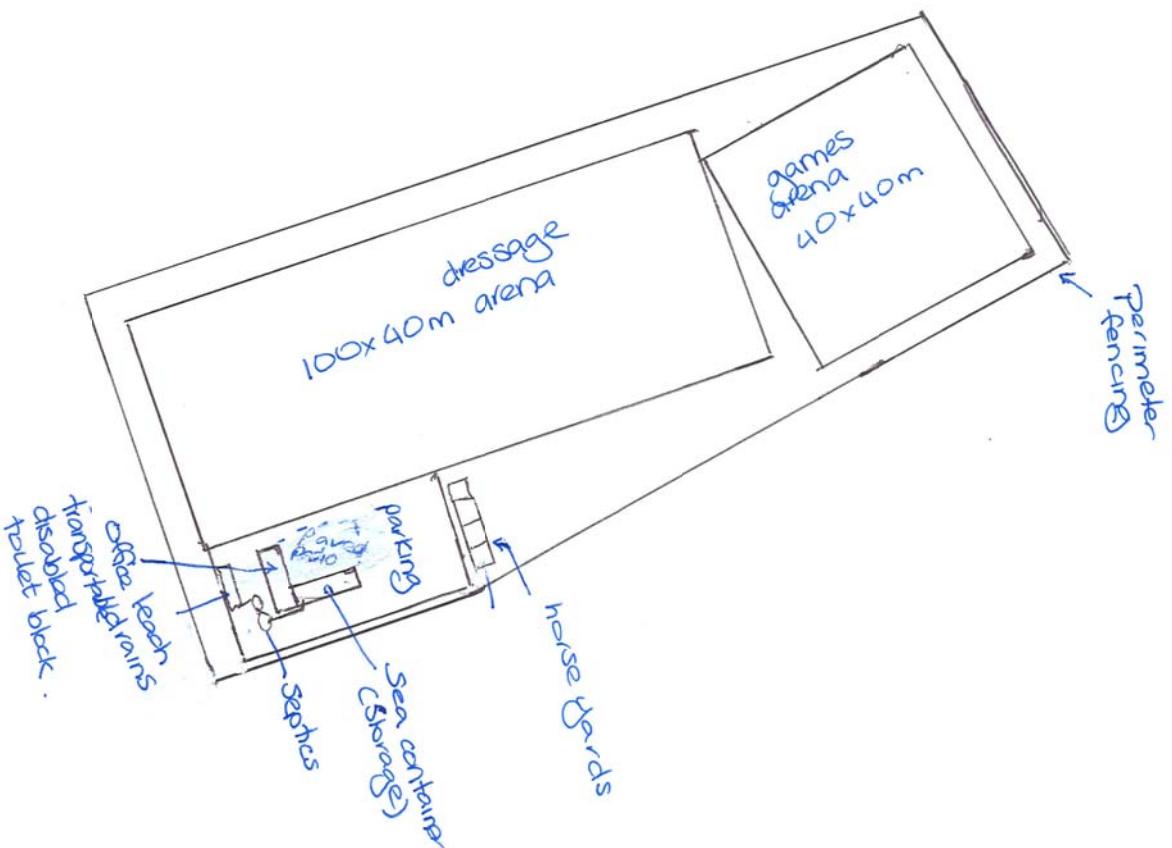 games
arena
40x40m
dressage
100x40m arena
Perimeter
fencing
parking
office
transportable
disabled
toilet block.
leach
drains
Septics
Sea container
(Storage)
horse yards